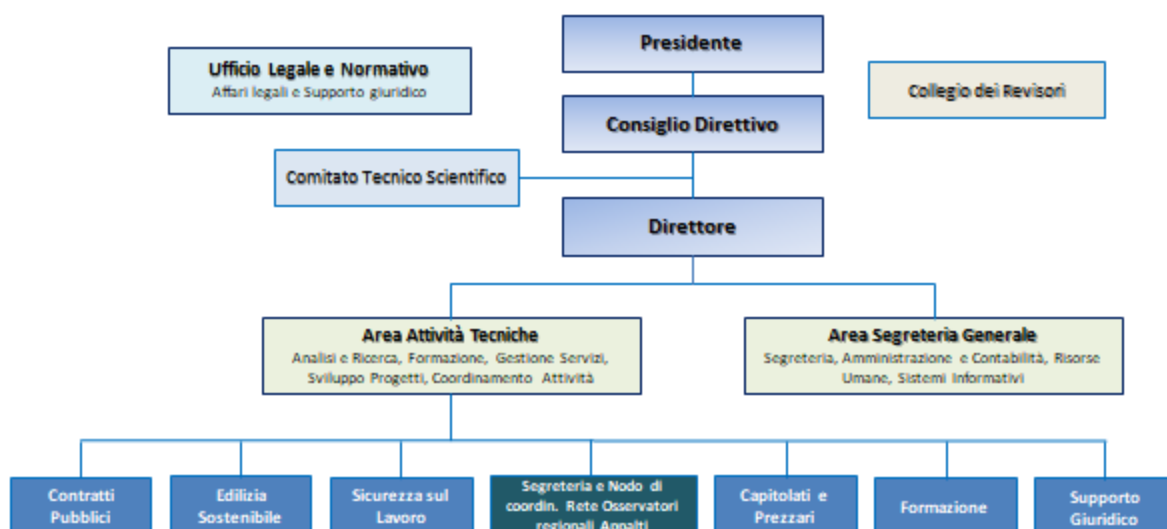 Presidente
Ufficio Legale e Normativo
Affari legali e Supporto giuridico
Collegio dei Revisori
Consiglio Direttivo
Comitato Tecnico Scientifico
Direttore
Area Attività Tecniche
Analisi e Ricerca, Formazione, Gestione Servizi,
Sviluppo Progetti, Coordinamento Attività
Area Segreteria Generale
Segreteria, Amministrazione e Contabilità, Risorse
Umane, Sistemi Informativi
Contratti
Pubblici
Edilizia
Sostenibile
Sicurezza sul
Lavoro
Segreteria e Nodo di
coordin. Rete Osservatori
regionali Appalti
Capitolati e
Prezzari
Formazione
Supporto
Giuridico